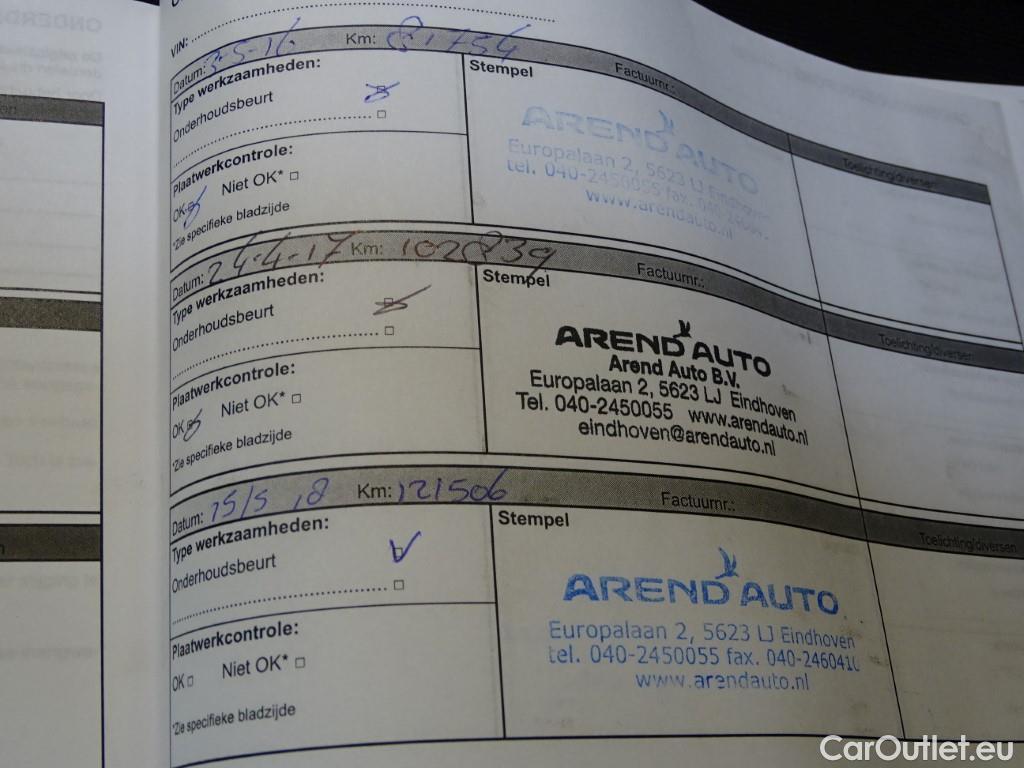 VIN:
Datum: 3-5-16 Km: 81754 Factuurnr.:
Type werkzaamheden:
Onderhoudsbeurt
Plaatwerkcontrole:
OK Niet OK*
*Zie specifieke bladzijde
Stempel
AREND AUTO
Europalaan 2, 5623 LJ Eindhoven
tel. 040-2450055 fax. 040-2460410
www.arendauto.nl
Toelichting/diversen
Datum: 24-4-17 Km: 102839 Factuurnr.:
Type werkzaamheden:
Onderhoudsbeurt
Plaatwerkcontrole:
OK Niet OK*
*Zie specifieke bladzijde
Stempel
AREND AUTO
Arend Auto B.V.
Europalaan 2, 5623 LJ Eindhoven
Tel. 040-2450055 www.arendauto.nl
eindhoven@arendauto.nl
Toelichting/diversen
Datum: 15/5 18 Km: 121506 Factuurnr.:
Type werkzaamheden:
Onderhoudsbeurt
Plaatwerkcontrole:
OK Niet OK*
*Zie specifieke bladzijde
Stempel
AREND AUTO
Europalaan 2, 5623 LJ Eindhoven
tel. 040-2450055 fax. 040-2460410
www.arendauto.nl
Toelichting/diversen
CarOutlet.eu